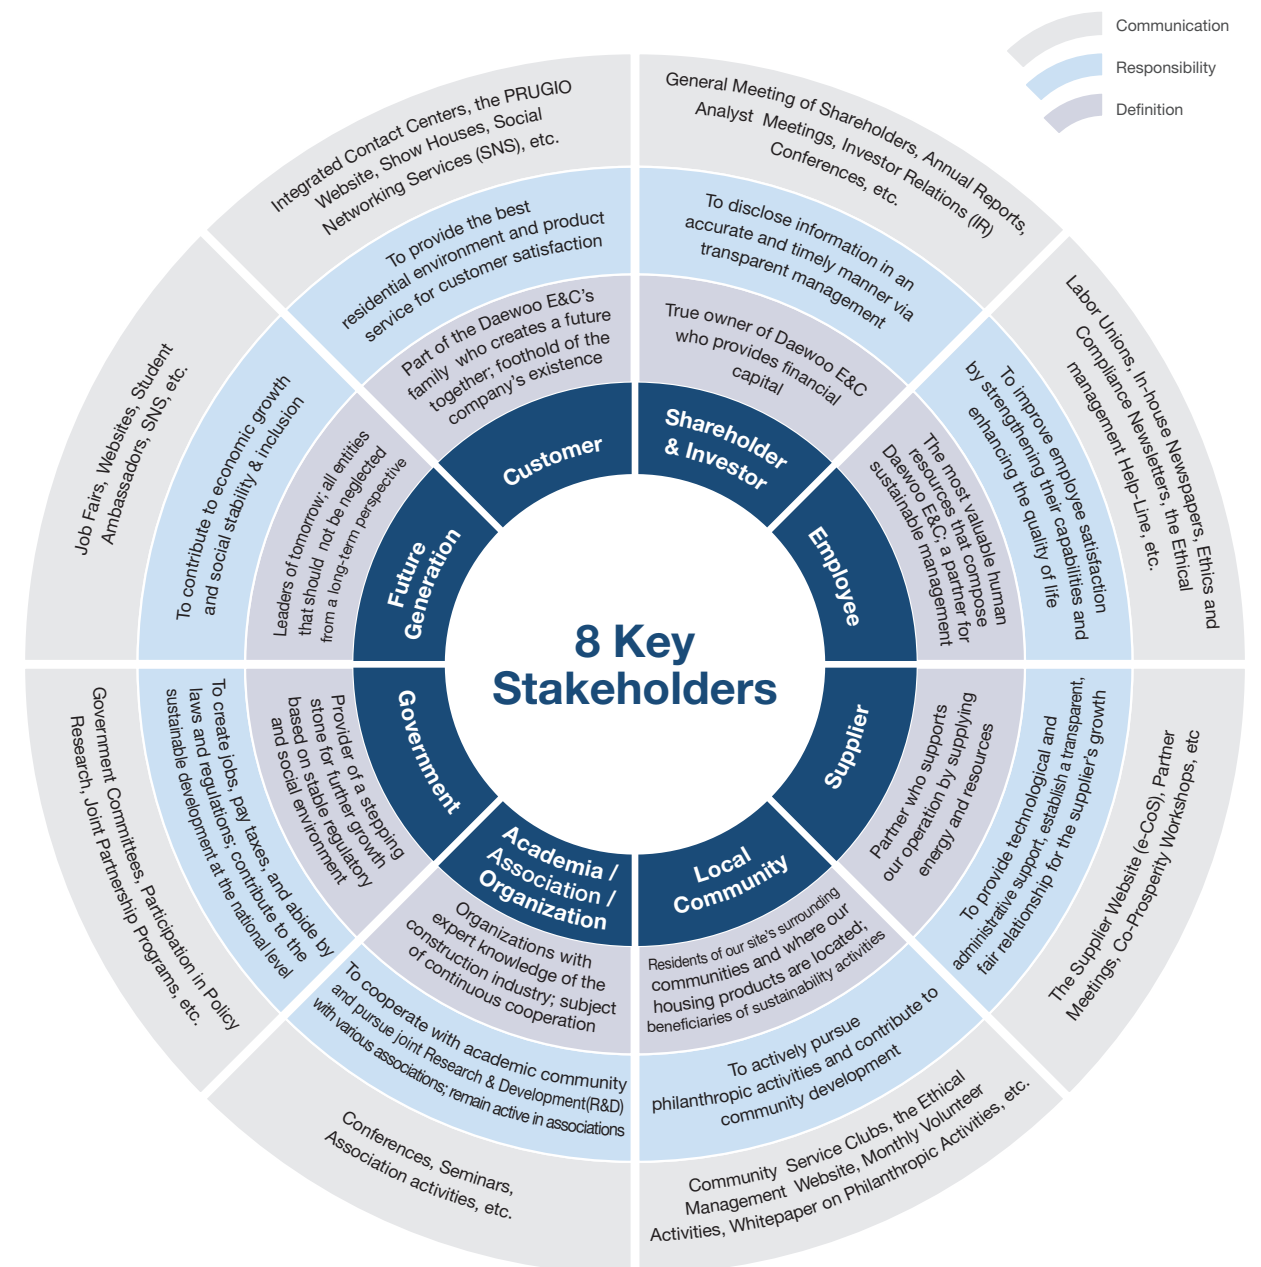 Communication
Responsibility
Definition
8 Key
Stakeholders
Shareholder
& Investor
True owner of Daewoo E&C
who provides financial
capital
To disclose information in an
accurate and timely manner via
transparent management
General Meeting of Shareholders, Annual Reports,
Analyst Meetings, Investor Relations (IR)
Conferences, etc.
Employee
The most valuable human
resources that compose
Daewoo E&C; a partner for
sustainable management
To improve employee satisfaction
by strengthening their capabilities and
enhancing the quality of life
Labor Unions, In-house Newspapers, Ethics and
Compliance Newsletters, the Ethical
management Help-Line, etc.
Supplier
Partner who supports
our operation by supplying
energy and resources
To provide technological and
administrative support, establish a transparent,
fair relationship for the supplier's growth
The Supplier Website (e-CoS), Partner
Meetings, Co-Prosperity Workshops, etc
Local
Community
Residents of our site's surrounding
communities and where our
housing products are located;
beneficiaries of sustainability activities
To actively pursue
philanthropic activities and contribute to
community development
Community Service Clubs, the Ethical
Management Website, Monthly Volunteer
Activities, Whitepaper on Philanthropic Activities, etc.
Academia /
Association /
Organization
Organizations with
expert knowledge of the
construction industry; subject
of continuous cooperation
To cooperate with academic community
and pursue joint Research & Development(R&D)
with various associations; remain active in associations
Conferences, Seminars,
Association activities, etc.
Government
Provider of a stepping
stone for further growth
based on stable regulatory
and social environment
To create jobs, pay taxes, and abide by
laws and regulations; contribute to the
sustainable development at the national level
Government Committees, Participation in Policy
Research, Joint Partnership Programs, etc.
Future
Generation
Leaders of tomorrow; all entities
that should not be neglected
from a long-term perspective
To contribute to economic growth
and social stability & inclusion
Job Fairs, Websites, Student
Ambassadors, SNS, etc.
Customer
Part of the Daewoo E&C's
family who creates a future
together; foothold of the
company's existence
To provide the best
residential environment and product
service for customer satisfaction
Integrated Contact Centers, the PRUGIO
Website, Show Houses, Social
Networking Services (SNS), etc.